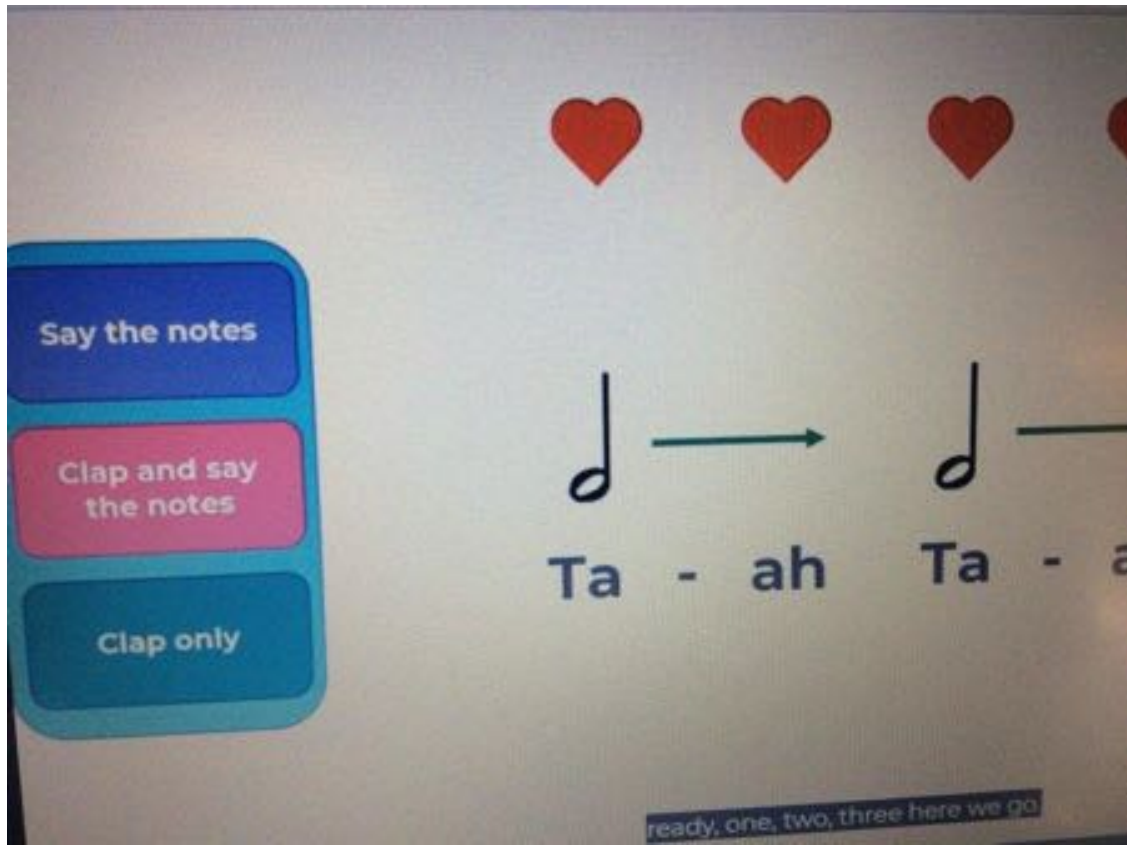 Say the notes
Clap and say
the notes
Clap only
Ta - ah Ta - a
ready, one, two, three here we go